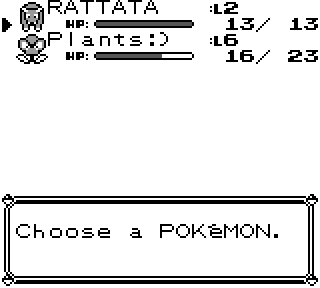 RATTATA :L2
HP: 13/ 13
Plants:) :L6
HP: 16/ 23
Choose a POKéMON.